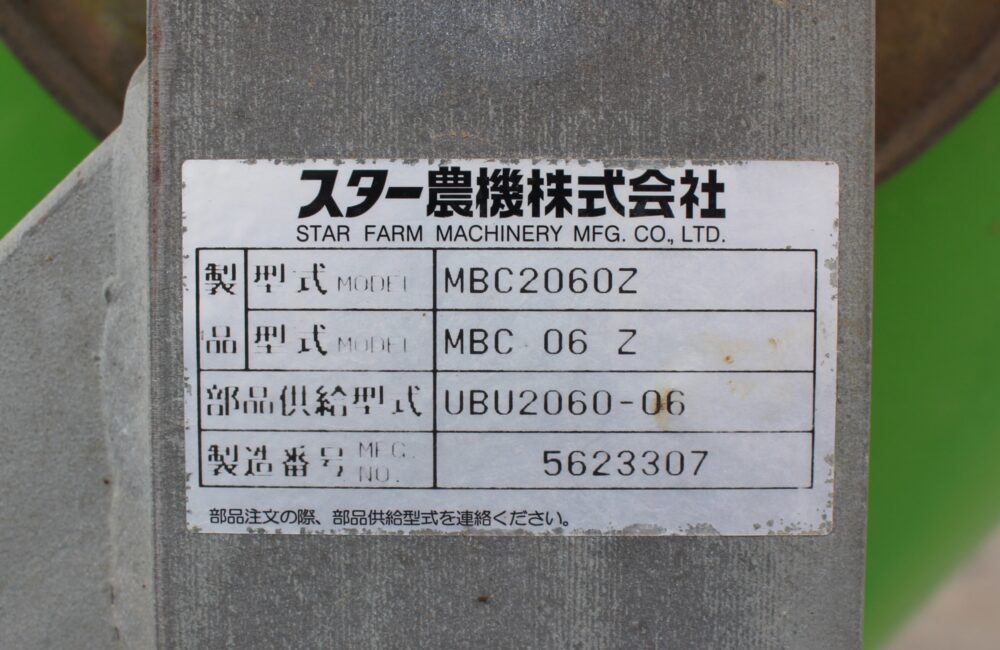 スター農機株式会社
STAR FARM MACHINERY MFG. CO., LTD.
製品 型式 MODEL MBC2060Z
型式 MODEL MBC 06 Z
部品供給型式 UBU2060-06
製造番号 MFG. NO. 5623307
部品注文の際、部品供給型式を連絡ください。